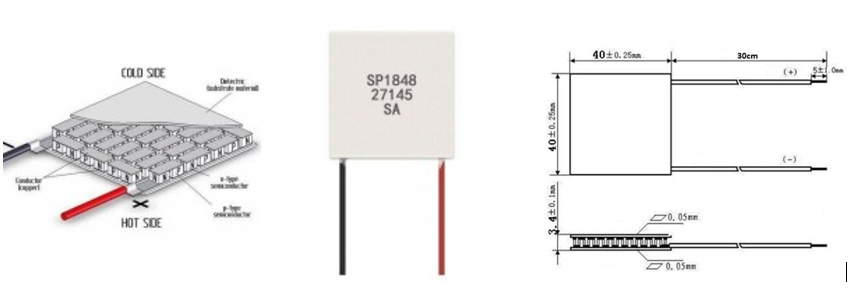 COLD SIDE
Dielectric
(substrate material)
Conductor
(copper)
n-type
semiconductor
p-type
semiconductor
HOT SIDE
SP1848
27145
SA
40±0.25mm
30cm
(+)
5±1.0mm
40±0.25mm
(-)
3.4±0.1mm
0.05mm
0.05mm